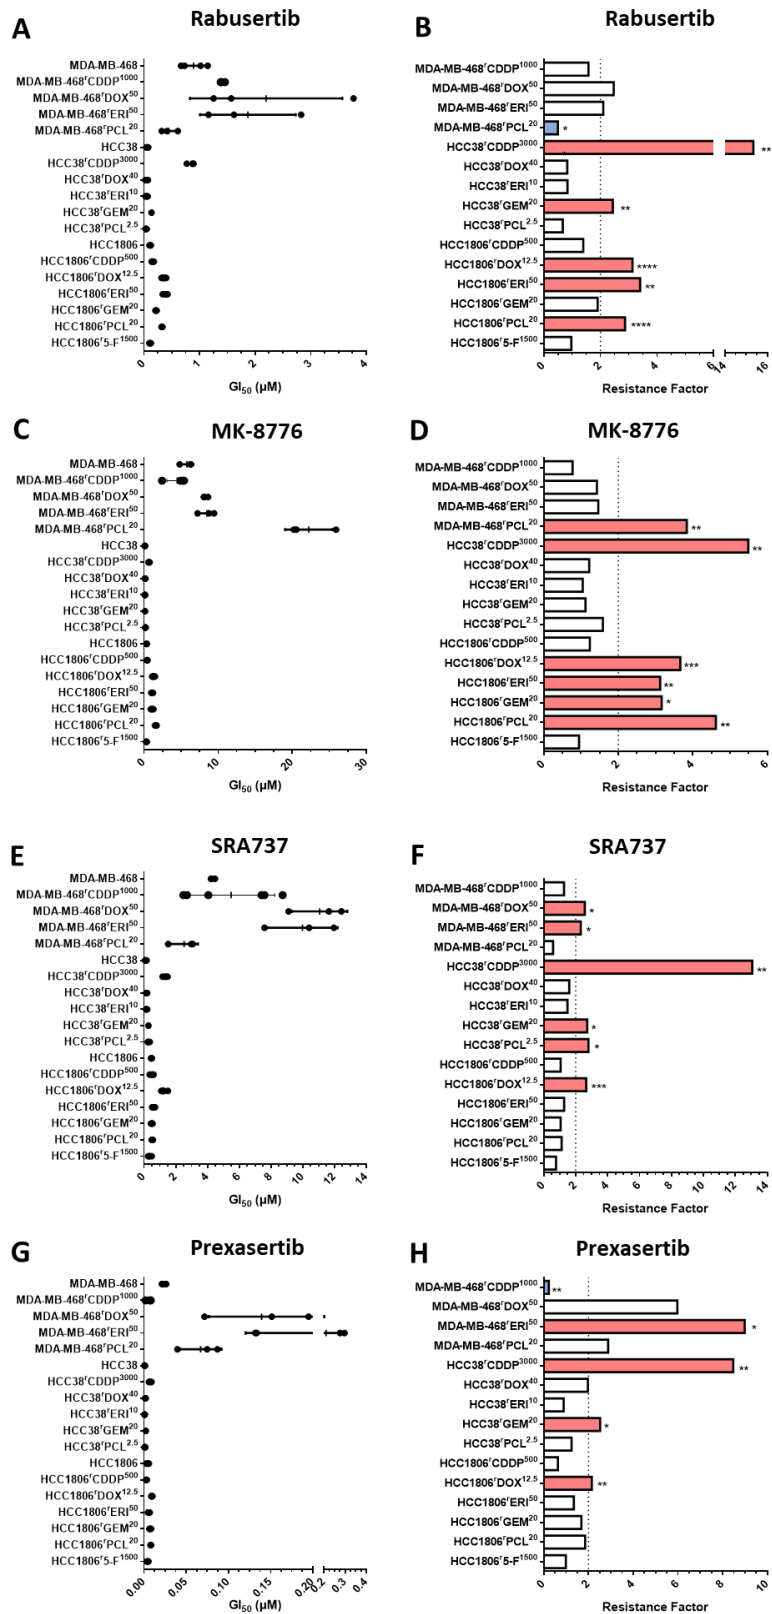 Rabusertib
A
MDA-MB-468
MDA-MB-468ʳCDDP¹⁰⁰⁰
MDA-MB-468ʳDOX⁵⁰
MDA-MB-468ʳERI⁵⁰
MDA-MB-468ʳPCL²⁰
HCC38
HCC38ʳCDDP³⁰⁰⁰
HCC38ʳDOX⁴⁰
HCC38ʳERI¹⁰
HCC38ʳGEM²⁰
HCC38ʳPCL²·⁵
HCC1806
HCC1806ʳCDDP⁵⁰⁰
HCC1806ʳDOX¹²·⁵
HCC1806ʳERI⁵⁰
HCC1806ʳGEM²⁰
HCC1806ʳPCL²⁰
HCC1806ʳ5-F¹⁵⁰⁰
0 1 2 3 4
GI₅₀ (µM)
Rabusertib
B
MDA-MB-468ʳCDDP¹⁰⁰⁰
MDA-MB-468ʳDOX⁵⁰
MDA-MB-468ʳERI⁵⁰
MDA-MB-468ʳPCL²⁰ *
HCC38ʳCDDP³⁰⁰⁰ **
HCC38ʳDOX⁴⁰
HCC38ʳERI¹⁰
HCC38ʳGEM²⁰ **
HCC38ʳPCL²·⁵
HCC1806ʳCDDP⁵⁰⁰
HCC1806ʳDOX¹²·⁵ ****
HCC1806ʳERI⁵⁰ **
HCC1806ʳGEM²⁰
HCC1806ʳPCL²⁰ ****
HCC1806ʳ5-F¹⁵⁰⁰
0 2 4 6 14 16
Resistance Factor
MK-8776
C
MDA-MB-468
MDA-MB-468ʳCDDP¹⁰⁰⁰
MDA-MB-468ʳDOX⁵⁰
MDA-MB-468ʳERI⁵⁰
MDA-MB-468ʳPCL²⁰
HCC38
HCC38ʳCDDP³⁰⁰⁰
HCC38ʳDOX⁴⁰
HCC38ʳERI¹⁰
HCC38ʳGEM²⁰
HCC38ʳPCL²·⁵
HCC1806
HCC1806ʳCDDP⁵⁰⁰
HCC1806ʳDOX¹²·⁵
HCC1806ʳERI⁵⁰
HCC1806ʳGEM²⁰
HCC1806ʳPCL²⁰
HCC1806ʳ5-F¹⁵⁰⁰
0 10 20 30
GI₅₀ (µM)
MK-8776
D
MDA-MB-468ʳCDDP¹⁰⁰⁰
MDA-MB-468ʳDOX⁵⁰
MDA-MB-468ʳERI⁵⁰
MDA-MB-468ʳPCL²⁰ **
HCC38ʳCDDP³⁰⁰⁰ **
HCC38ʳDOX⁴⁰
HCC38ʳERI¹⁰
HCC38ʳGEM²⁰
HCC38ʳPCL²·⁵
HCC1806ʳCDDP⁵⁰⁰
HCC1806ʳDOX¹²·⁵ ***
HCC1806ʳERI⁵⁰ **
HCC1806ʳGEM²⁰ *
HCC1806ʳPCL²⁰ **
HCC1806ʳ5-F¹⁵⁰⁰
0 2 4 6
Resistance Factor
SRA737
E
MDA-MB-468
MDA-MB-468ʳCDDP¹⁰⁰⁰
MDA-MB-468ʳDOX⁵⁰
MDA-MB-468ʳERI⁵⁰
MDA-MB-468ʳPCL²⁰
HCC38
HCC38ʳCDDP³⁰⁰⁰
HCC38ʳDOX⁴⁰
HCC38ʳERI¹⁰
HCC38ʳGEM²⁰
HCC38ʳPCL²·⁵
HCC1806
HCC1806ʳCDDP⁵⁰⁰
HCC1806ʳDOX¹²·⁵
HCC1806ʳERI⁵⁰
HCC1806ʳGEM²⁰
HCC1806ʳPCL²⁰
HCC1806ʳ5-F¹⁵⁰⁰
0 2 4 6 8 10 12 14
GI₅₀ (µM)
SRA737
F
MDA-MB-468ʳCDDP¹⁰⁰⁰
MDA-MB-468ʳDOX⁵⁰ *
MDA-MB-468ʳERI⁵⁰ *
MDA-MB-468ʳPCL²⁰
HCC38ʳCDDP³⁰⁰⁰ **
HCC38ʳDOX⁴⁰
HCC38ʳERI¹⁰
HCC38ʳGEM²⁰ *
HCC38ʳPCL²·⁵ *
HCC1806ʳCDDP⁵⁰⁰
HCC1806ʳDOX¹²·⁵ ***
HCC1806ʳERI⁵⁰
HCC1806ʳGEM²⁰
HCC1806ʳPCL²⁰
HCC1806ʳ5-F¹⁵⁰⁰
0 2 4 6 8 10 12 14
Resistance Factor
Prexasertib
G
MDA-MB-468
MDA-MB-468ʳCDDP¹⁰⁰⁰
MDA-MB-468ʳDOX⁵⁰
MDA-MB-468ʳERI⁵⁰
MDA-MB-468ʳPCL²⁰
HCC38
HCC38ʳCDDP³⁰⁰⁰
HCC38ʳDOX⁴⁰
HCC38ʳERI¹⁰
HCC38ʳGEM²⁰
HCC38ʳPCL²·⁵
HCC1806
HCC1806ʳCDDP⁵⁰⁰
HCC1806ʳDOX¹²·⁵
HCC1806ʳERI⁵⁰
HCC1806ʳGEM²⁰
HCC1806ʳPCL²⁰
HCC1806ʳ5-F¹⁵⁰⁰
0.00 0.05 0.10 0.15 0.20 0.2 0.3 0.4
GI₅₀ (µM)
Prexasertib
H
MDA-MB-468ʳCDDP¹⁰⁰⁰ **
MDA-MB-468ʳDOX⁵⁰
MDA-MB-468ʳERI⁵⁰ *
MDA-MB-468ʳPCL²⁰
HCC38ʳCDDP³⁰⁰⁰ **
HCC38ʳDOX⁴⁰
HCC38ʳERI¹⁰
HCC38ʳGEM²⁰ *
HCC38ʳPCL²·⁵
HCC1806ʳCDDP⁵⁰⁰
HCC1806ʳDOX¹²·⁵ **
HCC1806ʳERI⁵⁰
HCC1806ʳGEM²⁰
HCC1806ʳPCL²⁰
HCC1806ʳ5-F¹⁵⁰⁰
0 2 4 6 8 10
Resistance Factor